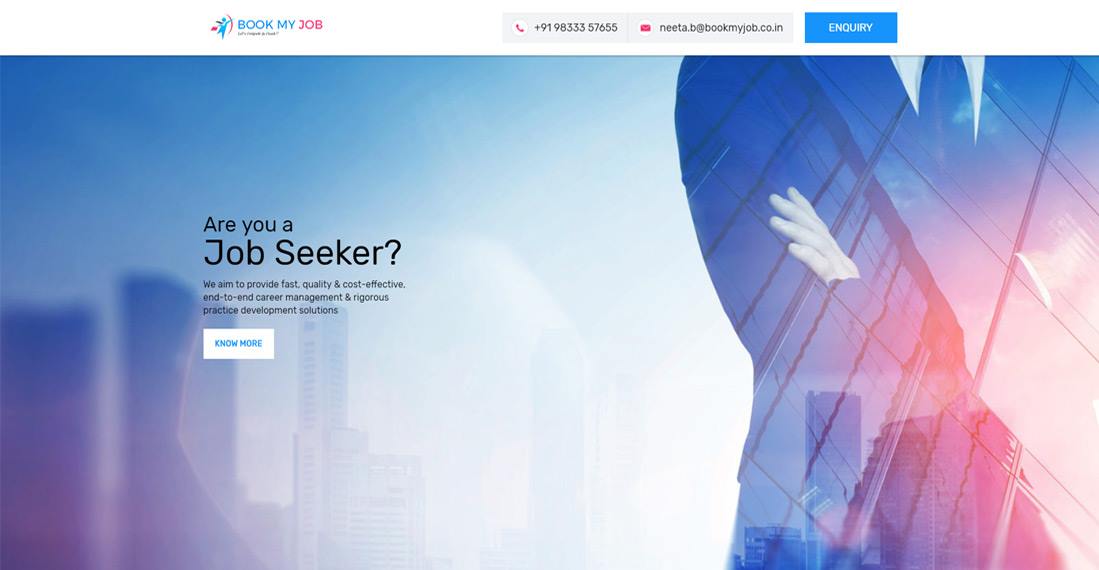 BOOK MY JOB
+91 98333 57655
neeta.b@bookmyjob.co.in
ENQUIRY
Are you a
Job Seeker?
We aim to provide fast, quality & cost-effective,
end-to-end career management & rigorous
practice development solutions
KNOW MORE